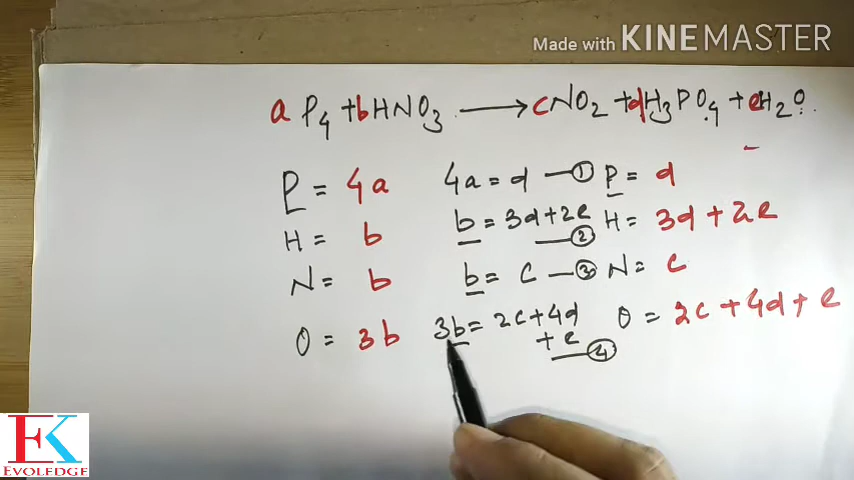 Made with KINEMASTER
a P4 + b HNO3 ⟶ c NO2 + d H3PO4 + e H2O
P = 4a 4a = d —① P = d
H = b b = 3d + 2e —② H = 3d + 2e
N = b b = c —③ N = c
O = 3b 3b = 2c + 4d + e —④ O = 2c + 4d + e
EK
EVOLEDGE